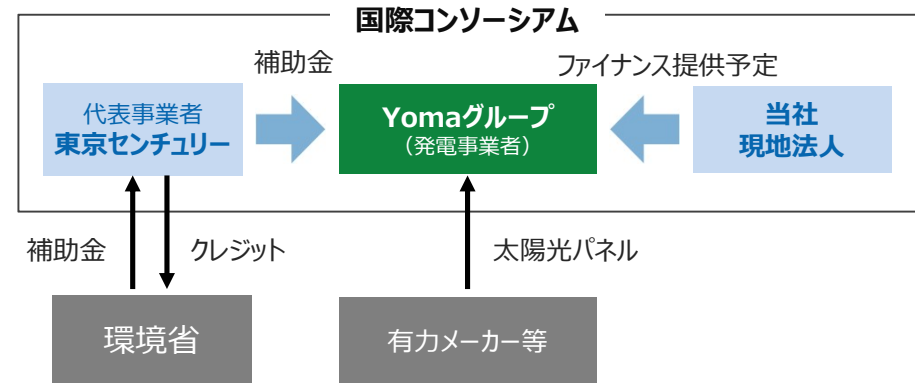 国際コンソーシアム
補助金
ファイナンス提供予定
代表事業者
東京センチュリー
Yomaグループ
（発電事業者）
当社
現地法人
補助金
クレジット
太陽光パネル
環境省
有力メーカー等